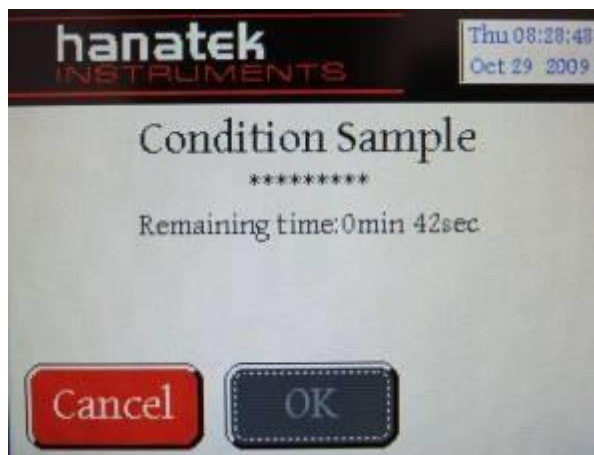 hanatek
INSTRUMENTS
Thu 08:28:48
Oct 29 2009
Condition Sample
*********
Remaining time:0min 42sec
Cancel
OK